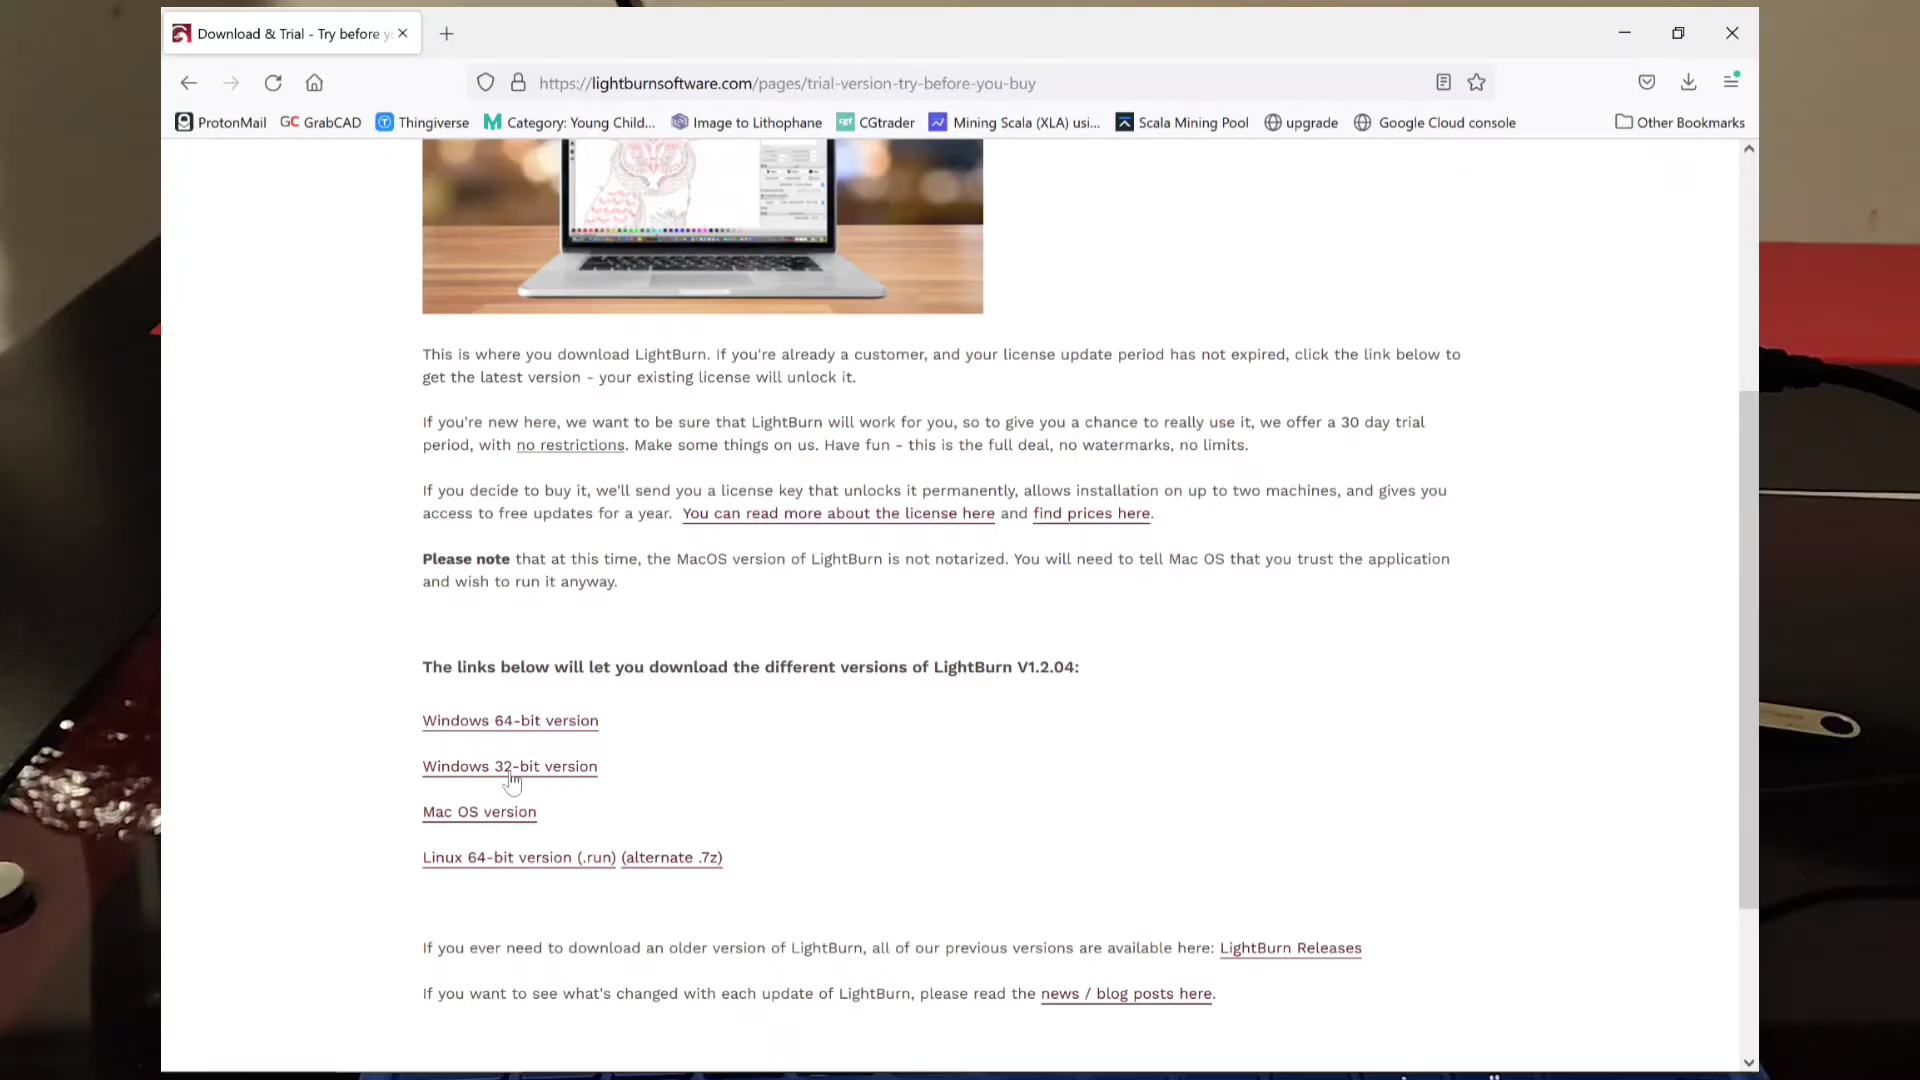 Download & Trial - Try before y
https://lightburnsoftware.com/pages/trial-version-try-before-you-buy
ProtonMail GC GrabCAD Thingiverse Category: Young Child... Image to Lithophane cgt CGtrader Mining Scala (XLA) usi... Scala Mining Pool upgrade Google Cloud console Other Bookmarks
This is where you download LightBurn. If you're already a customer, and your license update period has not expired, click the link below to
get the latest version - your existing license will unlock it.
If you're new here, we want to be sure that LightBurn will work for you, so to give you a chance to really use it, we offer a 30 day trial
period, with no restrictions. Make some things on us. Have fun - this is the full deal, no watermarks, no limits.
If you decide to buy it, we'll send you a license key that unlocks it permanently, allows installation on up to two machines, and gives you
access to free updates for a year. You can read more about the license here and find prices here.
Please note that at this time, the MacOS version of LightBurn is not notarized. You will need to tell Mac OS that you trust the application
and wish to run it anyway.
The links below will let you download the different versions of LightBurn V1.2.04:
Windows 64-bit version
Windows 32-bit version
Mac OS version
Linux 64-bit version (.run) (alternate .7z)
If you ever need to download an older version of LightBurn, all of our previous versions are available here: LightBurn Releases
If you want to see what's changed with each update of LightBurn, please read the news / blog posts here.